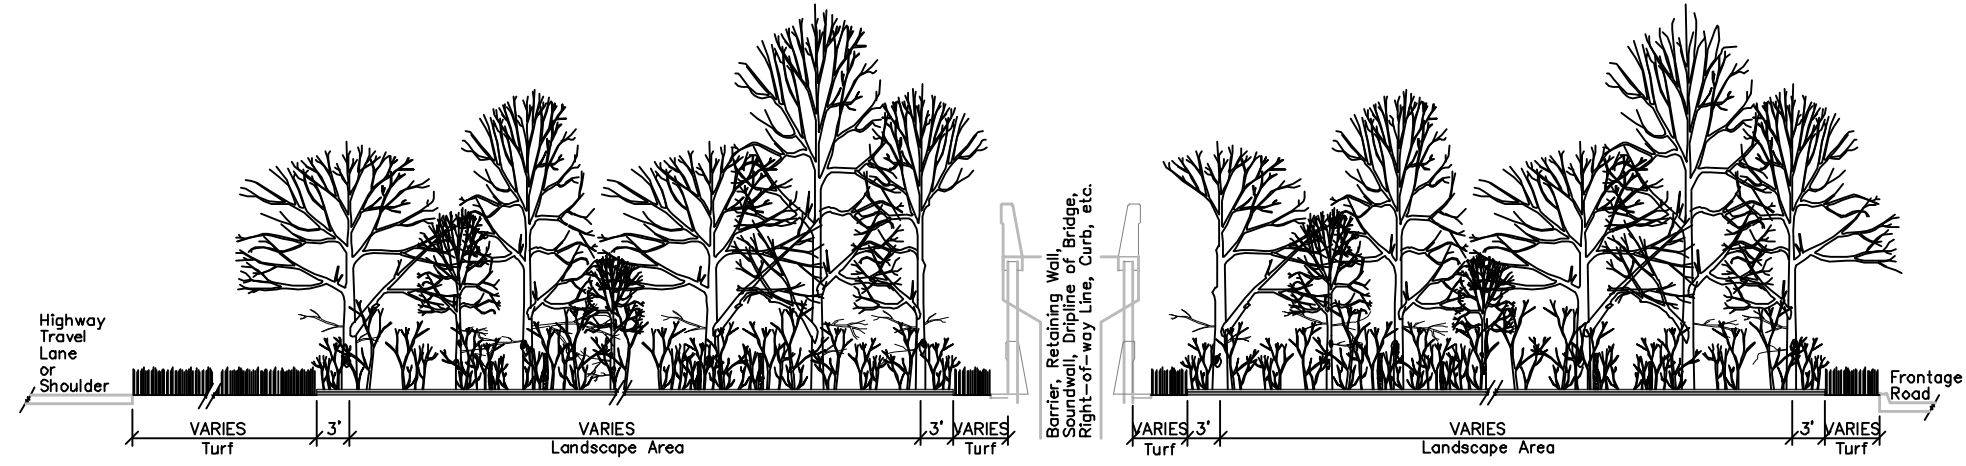 Highway
Travel
Lane
or
Shoulder
VARIES
Turf
3'
VARIES
Landscape Area
3'
VARIES
Turf
Barrier, Retaining Wall,
Soundwall, Dripline of Bridge,
Right-of-way Line, Curb, etc.
VARIES
Turf
3'
VARIES
Landscape Area
3'
VARIES
Turf
Frontage
Road